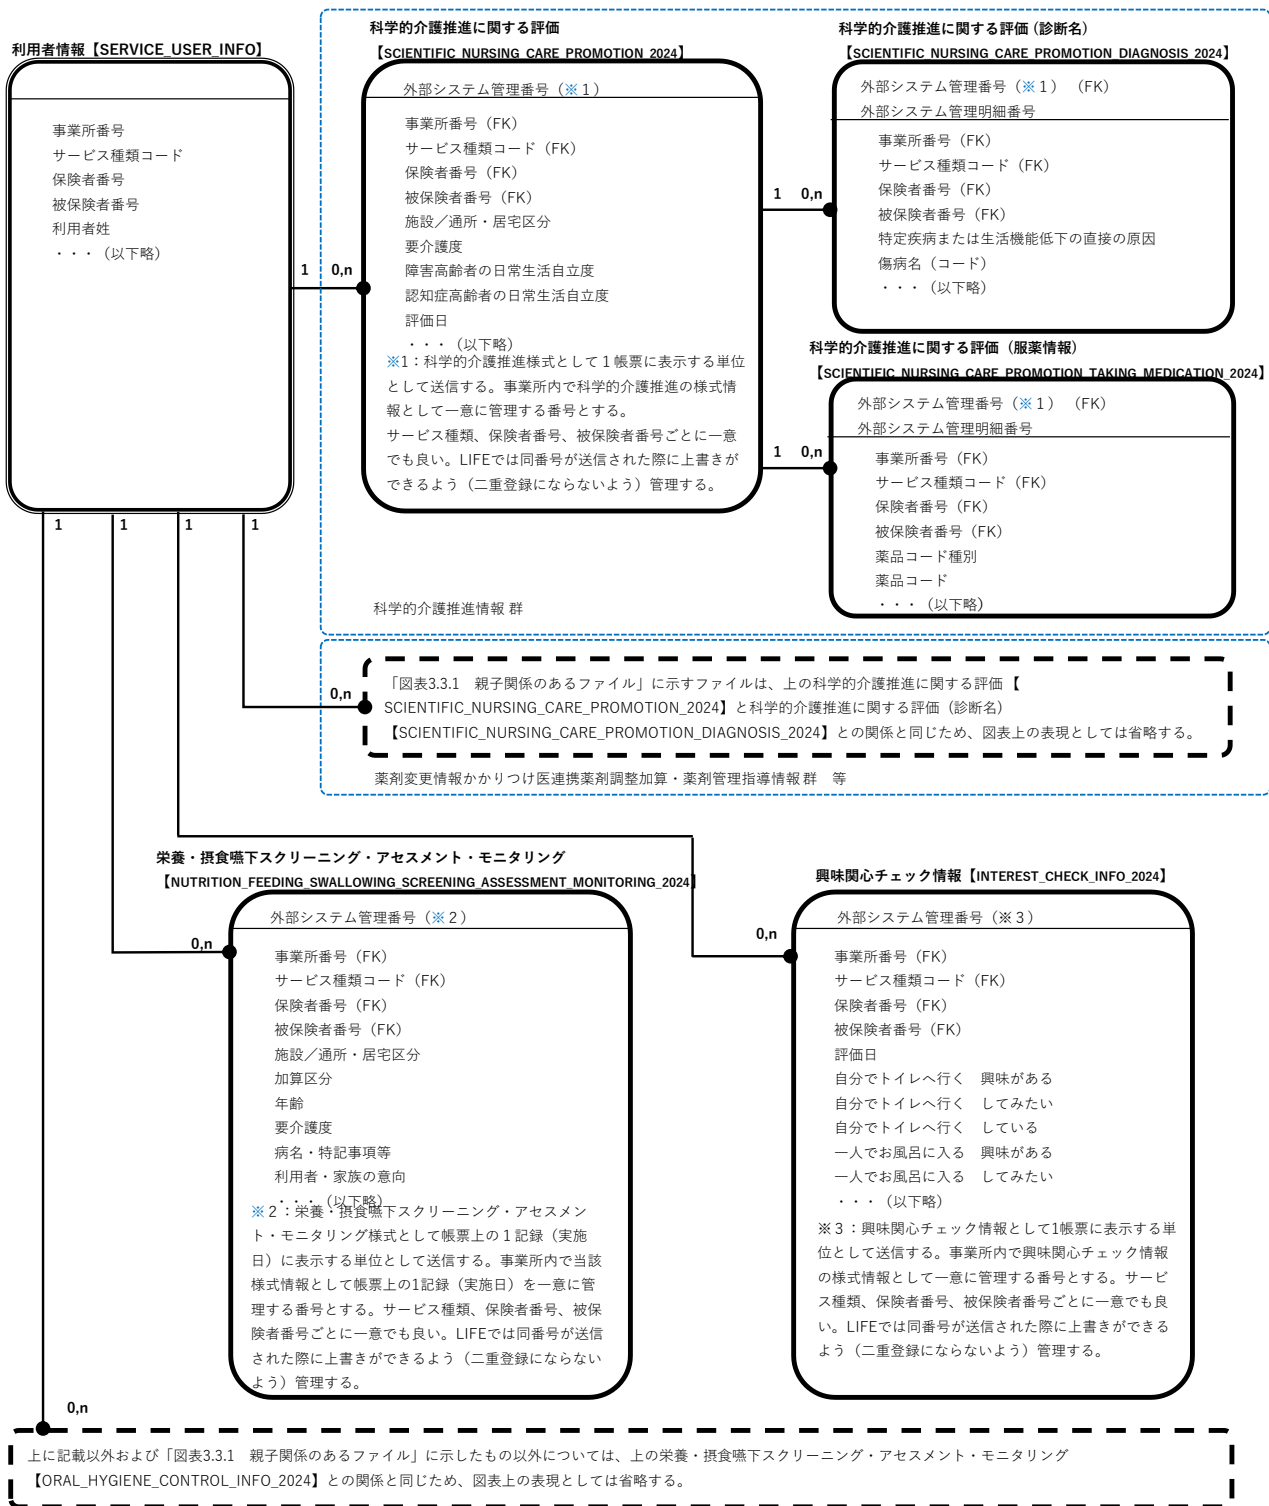 利用者情報【SERVICE_USER_INFO】
事業所番号
サービス種類コード
保険者番号
被保険者番号
利用者姓
・・・（以下略）
1 0,n
科学的介護推進に関する評価
【SCIENTIFIC_NURSING_CARE_PROMOTION_2024】
外部システム管理番号（※１）
事業所番号（FK）
サービス種類コード（FK）
保険者番号（FK）
被保険者番号（FK）
施設／通所・居宅区分
要介護度
障害高齢者の日常生活自立度
認知症高齢者の日常生活自立度
評価日
・・・（以下略）
※1：科学的介護推進様式として１帳票に表示する単位
として送信する。事業所内で科学的介護推進の様式情
報として一意に管理する番号とする。
サービス種類、保険者番号、被保険者番号ごとに一意
でも良い。LIFEでは同番号が送信された際に上書きが
できるよう（二重登録にならないよう）管理する。
1 0,n
科学的介護推進に関する評価（診断名）
【SCIENTIFIC_NURSING_CARE_PROMOTION_DIAGNOSIS_2024】
外部システム管理番号（※１）（FK）
外部システム管理明細番号
事業所番号（FK）
サービス種類コード（FK）
保険者番号（FK）
被保険者番号（FK）
特定疾病または生活機能低下の直接の原因
傷病名（コード）
・・・（以下略）
1 0,n
科学的介護推進に関する評価（服薬情報）
【SCIENTIFIC_NURSING_CARE_PROMOTION_TAKING_MEDICATION_2024】
外部システム管理番号（※１）（FK）
外部システム管理明細番号
事業所番号（FK）
サービス種類コード（FK）
保険者番号（FK）
被保険者番号（FK）
薬品コード種別
薬品コード
・・・（以下略）
科学的介護推進情報 群
1 1 1 1
0,n
「図表3.3.1　親子関係のあるファイル」に示すファイルは、上の科学的介護推進に関する評価【
SCIENTIFIC_NURSING_CARE_PROMOTION_2024】と科学的介護推進に関する評価（診断名）
【SCIENTIFIC_NURSING_CARE_PROMOTION_DIAGNOSIS_2024】との関係と同じため、図表上の表現としては省略する。
薬剤変更情報かかりつけ医連携薬剤調整加算・薬剤管理指導情報群　等
栄養・摂食嚥下スクリーニング・アセスメント・モニタリング
【NUTRITION_FEEDING_SWALLOWING_SCREENING_ASSESSMENT_MONITORING_2024】
0,n
外部システム管理番号（※２）
事業所番号（FK）
サービス種類コード（FK）
保険者番号（FK）
被保険者番号（FK）
施設／通所・居宅区分
加算区分
年齢
要介護度
病名・特記事項等
利用者・家族の意向
・・・（以下略）
※２：栄養・摂食嚥下スクリーニング・アセスメン
ト・モニタリング様式として帳票上の１記録（実施
日）に表示する単位として送信する。事業所内で当該
様式情報として帳票上の1記録（実施日）を一意に管
理する番号とする。サービス種類、保険者番号、被保
険者番号ごとに一意でも良い。LIFEでは同番号が送信
された際に上書きができるよう（二重登録にならない
よう）管理する。
興味関心チェック情報【INTEREST_CHECK_INFO_2024】
0,n
外部システム管理番号（※３）
事業所番号（FK）
サービス種類コード（FK）
保険者番号（FK）
被保険者番号（FK）
評価日
自分でトイレへ行く　興味がある
自分でトイレへ行く　してみたい
自分でトイレへ行く　している
一人でお風呂に入る　興味がある
一人でお風呂に入る　してみたい
・・・（以下略）
※３：興味関心チェック情報として1帳票に表示する単
位として送信する。事業所内で興味関心チェック情報
の様式情報として一意に管理する番号とする。サービ
ス種類、保険者番号、被保険者番号ごとに一意でも良
い。LIFEでは同番号が送信された際に上書きができる
よう（二重登録にならないよう）管理する。
0,n
上に記載以外および「図表3.3.1　親子関係のあるファイル」に示したもの以外については、上の栄養・摂食嚥下スクリーニング・アセスメント・モニタリング
【ORAL_HYGIENE_CONTROL_INFO_2024】との関係と同じため、図表上の表現としては省略する。